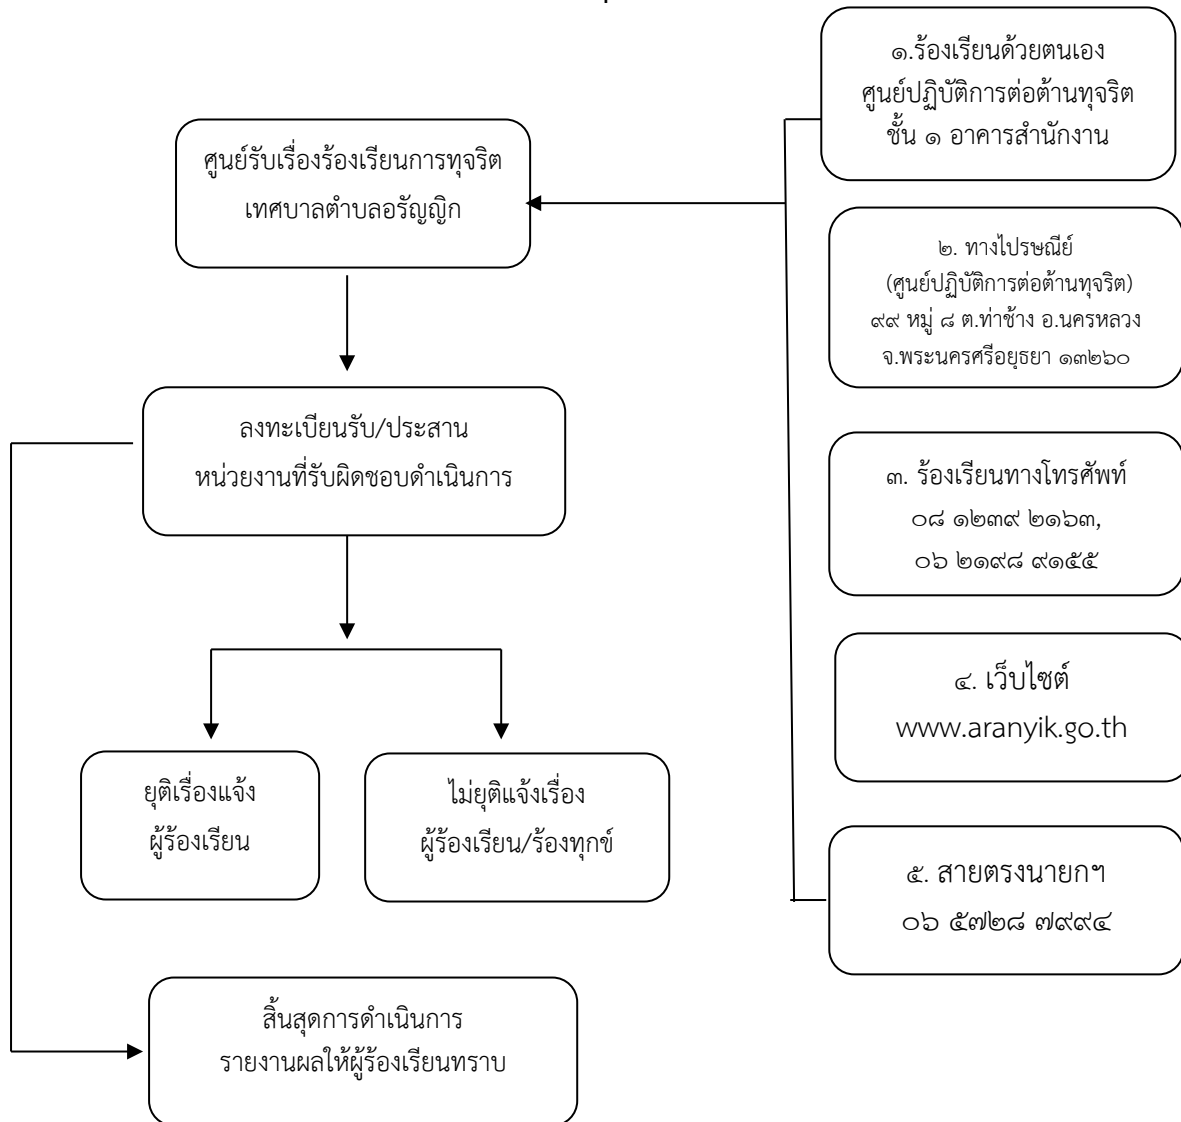 ๑.ร้องเรียนด้วยตนเอง
ศูนย์ปฏิบัติการต่อต้านทุจริต
ชั้น ๑ อาคารสำนักงาน
ศูนย์รับเรื่องร้องเรียนการทุจริต
เทศบาลตำบลอรัญญิก
๒. ทางไปรษณีย์
(ศูนย์ปฏิบัติการต่อต้านทุจริต)
๙๙ หมู่ ๘ ต.ท่าช้าง อ.นครหลวง
จ.พระนครศรีอยุธยา ๑๓๒๖๐
ลงทะเบียนรับ/ประสาน
หน่วยงานที่รับผิดชอบดำเนินการ
๓. ร้องเรียนทางโทรศัพท์
๐๘ ๑๒๓๙ ๒๑๖๓,
๐๖ ๒๑๙๘ ๙๑๕๕
๔. เว็บไซต์
www.aranyik.go.th
ยุติเรื่องแจ้ง
ผู้ร้องเรียน
ไม่ยุติแจ้งเรื่อง
ผู้ร้องเรียน/ร้องทุกข์
๕. สายตรงนายกฯ
๐๖ ๕๗๒๘ ๗๙๙๔
สิ้นสุดการดำเนินการ
รายงานผลให้ผู้ร้องเรียนทราบ